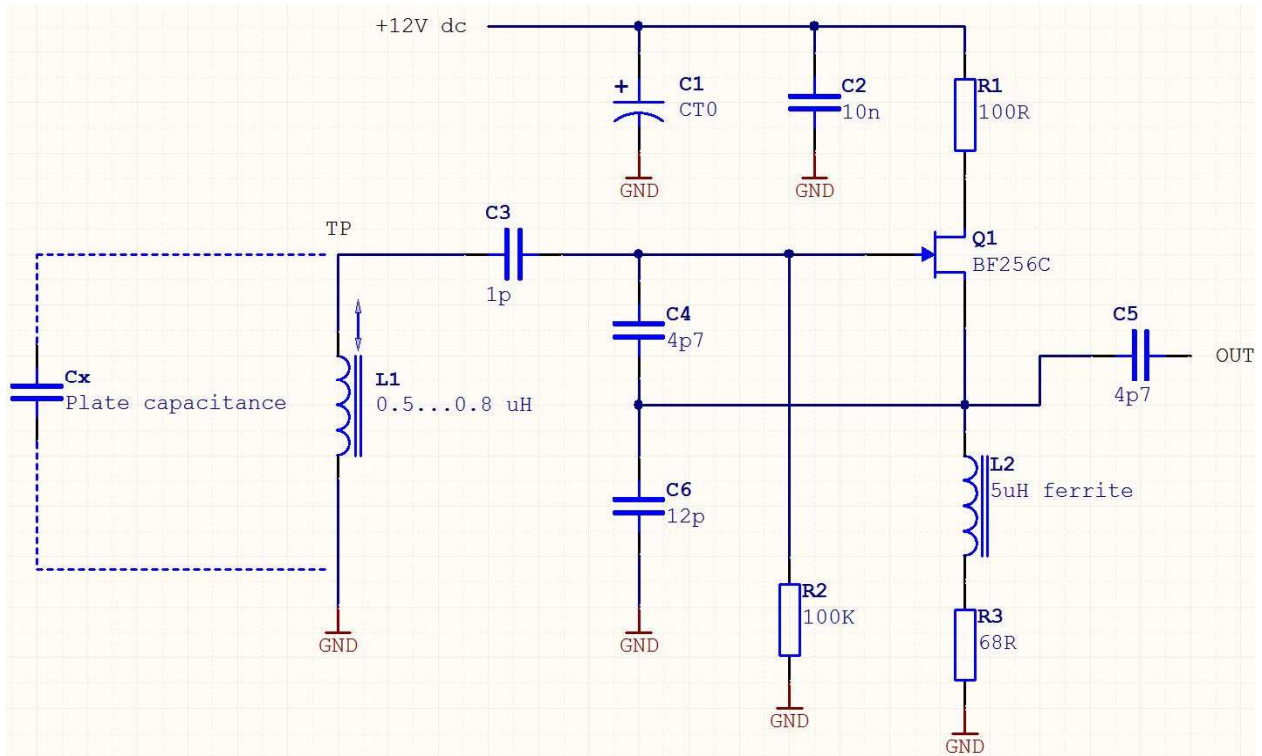 +12V dc
C1
CT0
GND
C2
10n
GND
R1
100R
TP
C3
1p
Q1
BF256C
C4
4p7
C5
4p7
OUT
Cx
Plate capacitance
L1
0.5...0.8 uH
L2
5uH ferrite
C6
12p
R2
100K
R3
68R
GND
GND
GND
GND